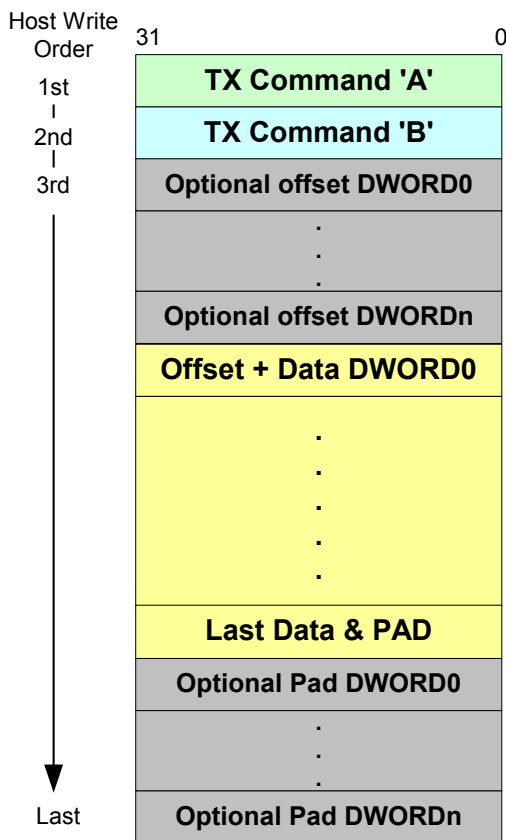 Host Write
Order
31 0
1st
TX Command 'A'
2nd
TX Command 'B'
3rd
Optional offset DWORD0
.
.
.
Optional offset DWORDn
Offset + Data DWORD0
.
.
.
.
.
Last Data & PAD
Optional Pad DWORD0
.
.
.
Last
Optional Pad DWORDn